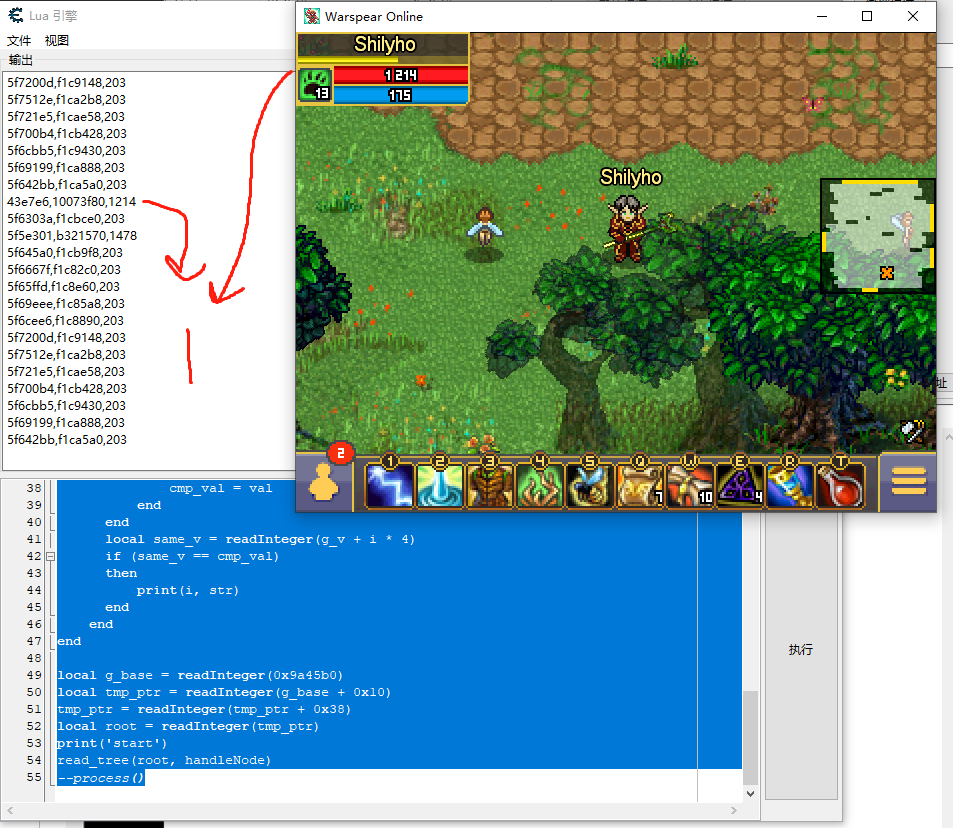 Lua 引擎
文件 视图
输出
5f7200d,f1c9148,203
5f7512e,f1ca2b8,203
5f721e5,f1cae58,203
5f700b4,f1cb428,203
5f6cbb5,f1c9430,203
5f69199,f1ca888,203
5f642bb,f1ca5a0,203
43e7e6,10073f80,1214
5f6303a,f1cbce0,203
5f5e301,b321570,1478
5f645a0,f1cb9f8,203
5f6667f,f1c82c0,203
5f65ffd,f1c8e60,203
5f69eee,f1c85a8,203
5f6cee6,f1c8890,203
5f7200d,f1c9148,203
5f7512e,f1ca2b8,203
5f721e5,f1cae58,203
5f700b4,f1cb428,203
5f6cbb5,f1c9430,203
5f69199,f1ca888,203
5f642bb,f1ca5a0,203
Warspear Online
Shilyho
1 214
13
175
Shilyho
2
1 2 3 4 5 Q W E R T
7 10 4
址
38 cmp_val = val
39 end
40 end
41 local same_v = readInteger(g_v + i * 4)
42 if (same_v == cmp_val)
43 then
44 print(i, str)
45 end
46 end
47 end
48
49 local g_base = readInteger(0x9a45b0)
50 local tmp_ptr = readInteger(g_base + 0x10)
51 tmp_ptr = readInteger(tmp_ptr + 0x38)
52 local root = readInteger(tmp_ptr)
53 print('start')
54 read_tree(root, handleNode)
55 --process()
执行